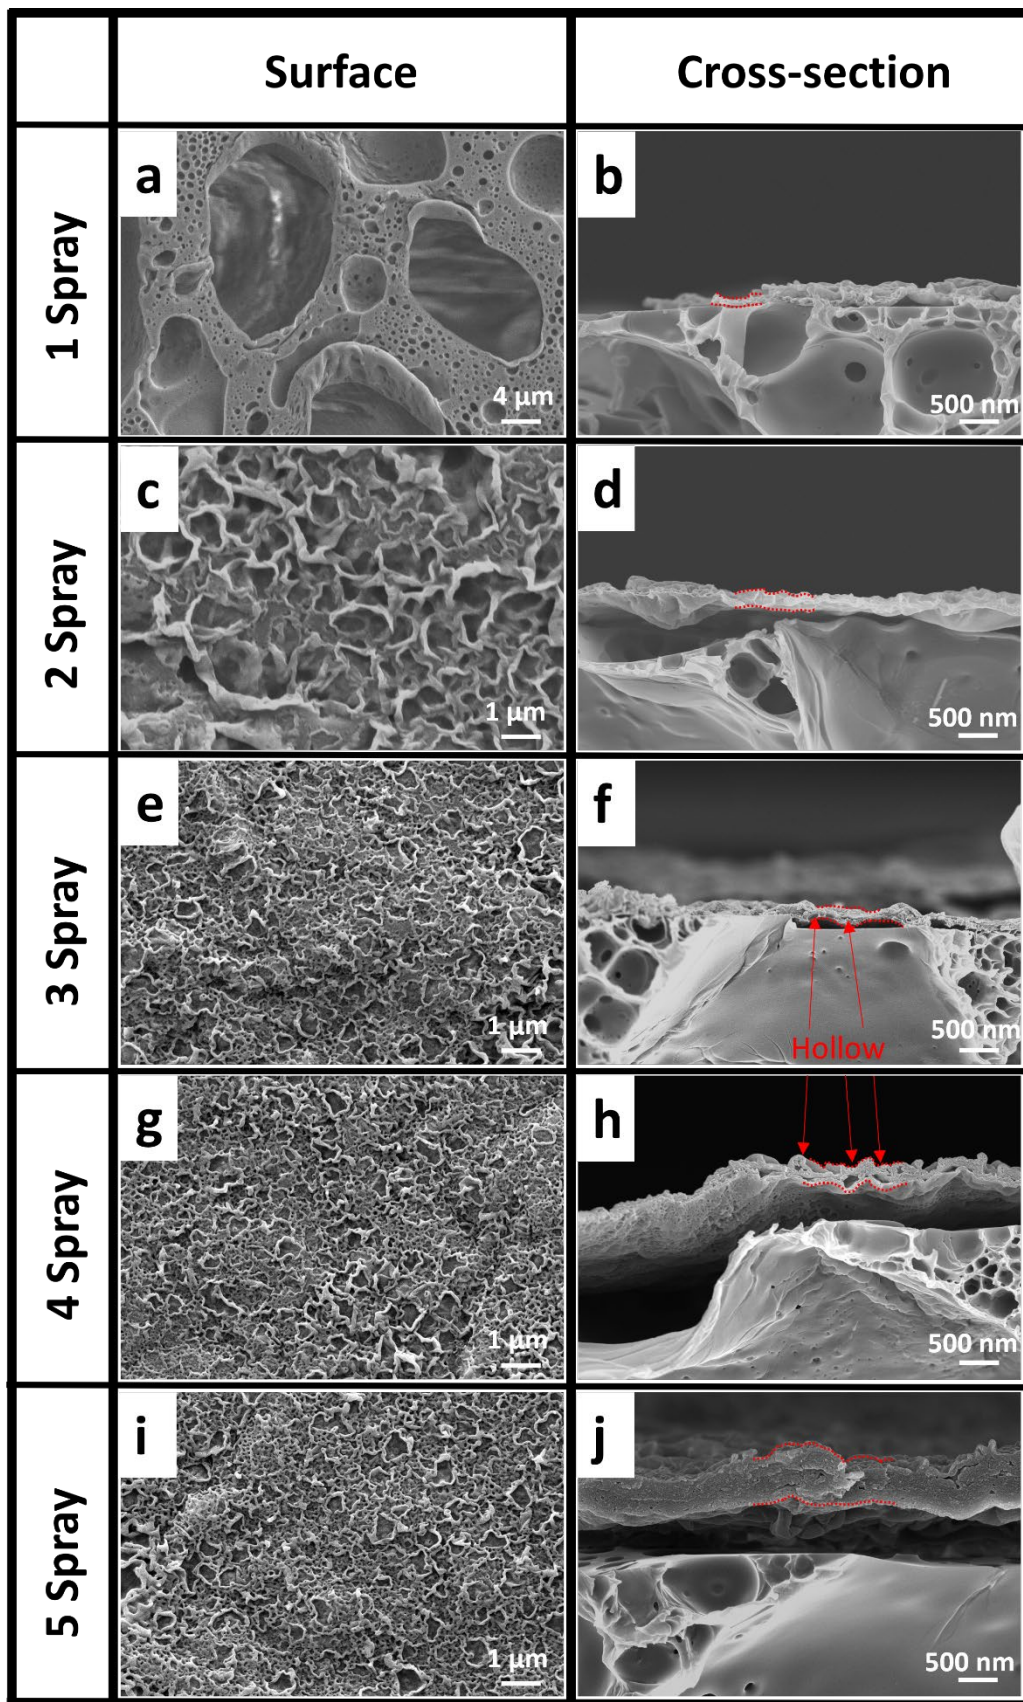 Surface
Cross-section
1 Spray
a
4 µm
b
500 nm
2 Spray
c
1 µm
d
500 nm
3 Spray
e
1 µm
f
Hollow
500 nm
4 Spray
g
1 µm
h
500 nm
5 Spray
i
1 µm
j
500 nm